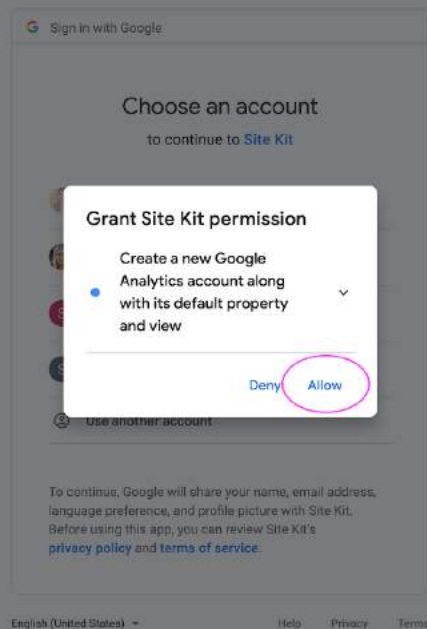 Sign in with Google
Choose an account
to continue to Site Kit
Grant Site Kit permission
Create a new Google
Analytics account along
with its default property
and view
Deny
Allow
Use another account
To continue, Google will share your name, email address,
language preference, and profile picture with Site Kit.
Before using this app, you can review Site Kit's
privacy policy and terms of service.
English (United States)
Help
Privacy
Terms